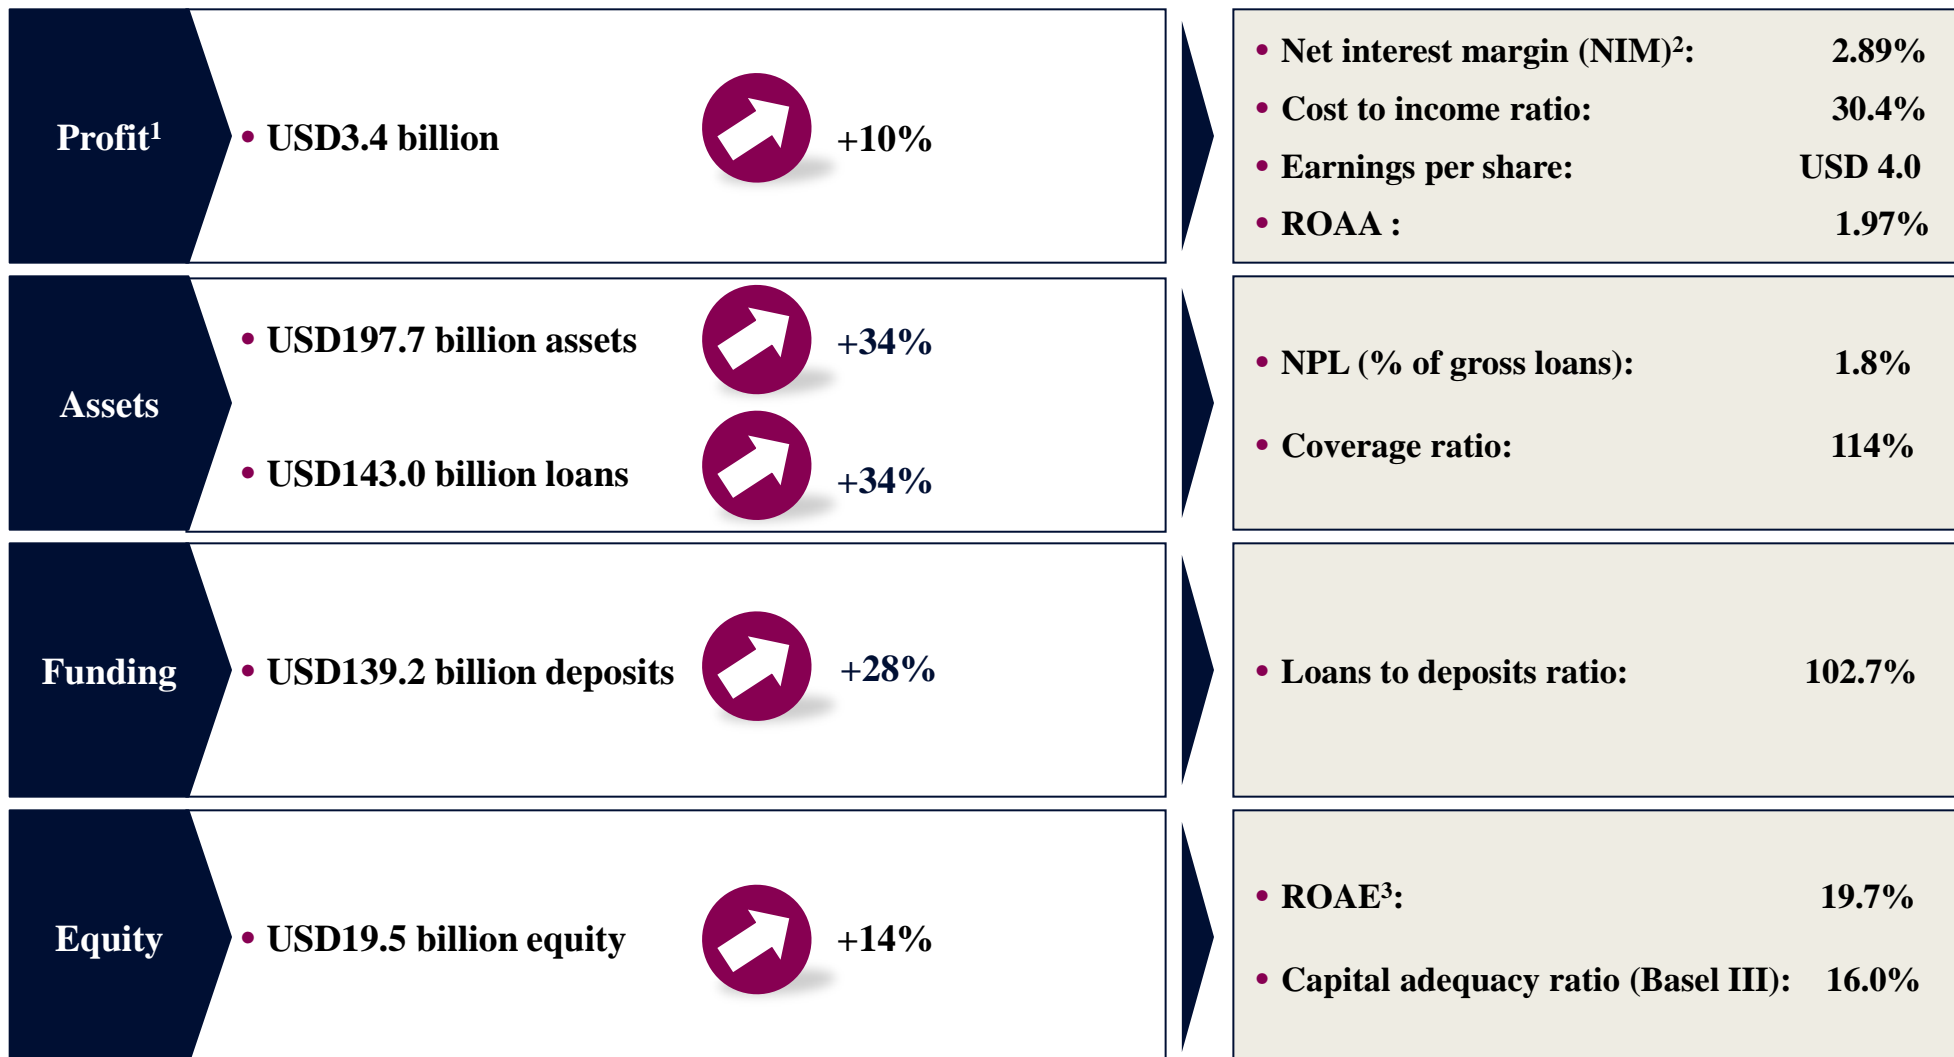 Profit¹
• USD3.4 billion
+10%
• Net interest margin (NIM)²: 2.89%
• Cost to income ratio: 30.4%
• Earnings per share: USD 4.0
• ROAA : 1.97%
Assets
• USD197.7 billion assets
+34%
• USD143.0 billion loans
+34%
• NPL (% of gross loans): 1.8%
• Coverage ratio: 114%
Funding
• USD139.2 billion deposits
+28%
• Loans to deposits ratio: 102.7%
Equity
• USD19.5 billion equity
+14%
• ROAE³: 19.7%
• Capital adequacy ratio (Basel III): 16.0%